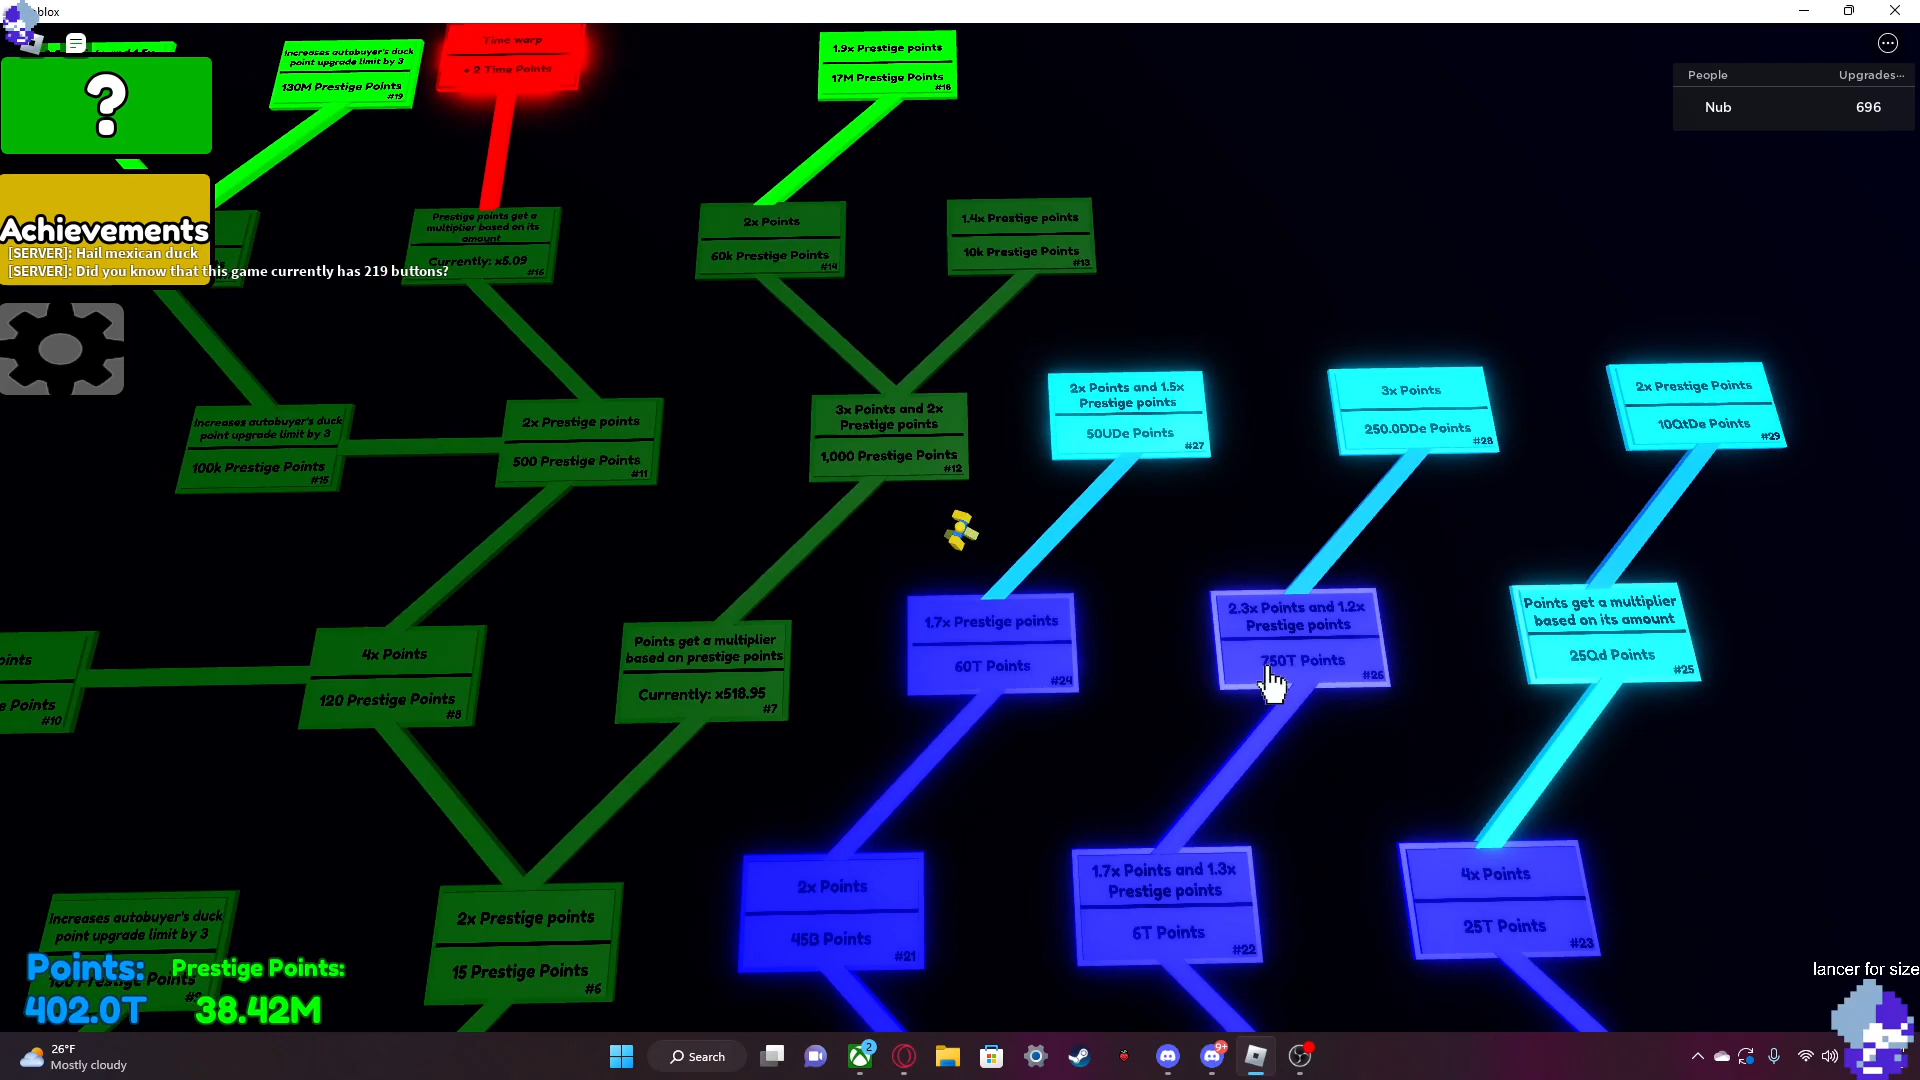 Increases autobuyer's duck
point upgrade limit by 3
130M Prestige Points
#19
Time warp
+ 2 Time Points
1.9x Prestige points
17M Prestige Points
#18
People
Upgrades...
Nub
696
?
Achievements
[SERVER]: Hail mexican duck
[SERVER]: Did you know that this game currently has 219 buttons?
Prestige points get a
multiplier based on its
amount
Currently: x5.09
#16
2x Points
60k Prestige Points
#14
1.4x Prestige points
10k Prestige Points
#13
Increases autobuyer's duck
point upgrade limit by 3
100k Prestige Points
#15
2x Prestige points
500 Prestige Points
#11
3x Points and 2x
Prestige points
1,000 Prestige Points
#12
2x Points and 1.5x
Prestige points
50UDe Points
#27
3x Points
250.0DDe Points
#28
2x Prestige Points
10QtDe Points
#29
oints
e Points
#10
4x Points
120 Prestige Points
#8
Points get a multiplier
based on prestige points
Currently: x518.95
#7
1.7x Prestige points
60T Points
#24
2.3x Points and 1.2x
Prestige points
750T Points
#26
Points get a multiplier
based on its amount
25Qd Points
#25
Increases autobuyer's duck
point upgrade limit by 3
Prestige Points
2x Prestige points
15 Prestige Points
#6
2x Points
45B Points
#21
1.7x Points and 1.3x
Prestige points
6T Points
#22
4x Points
25T Points
#23
Points:
402.0T
Prestige Points:
38.42M
lancer for size
26°F
Mostly cloudy
Search
2
9+